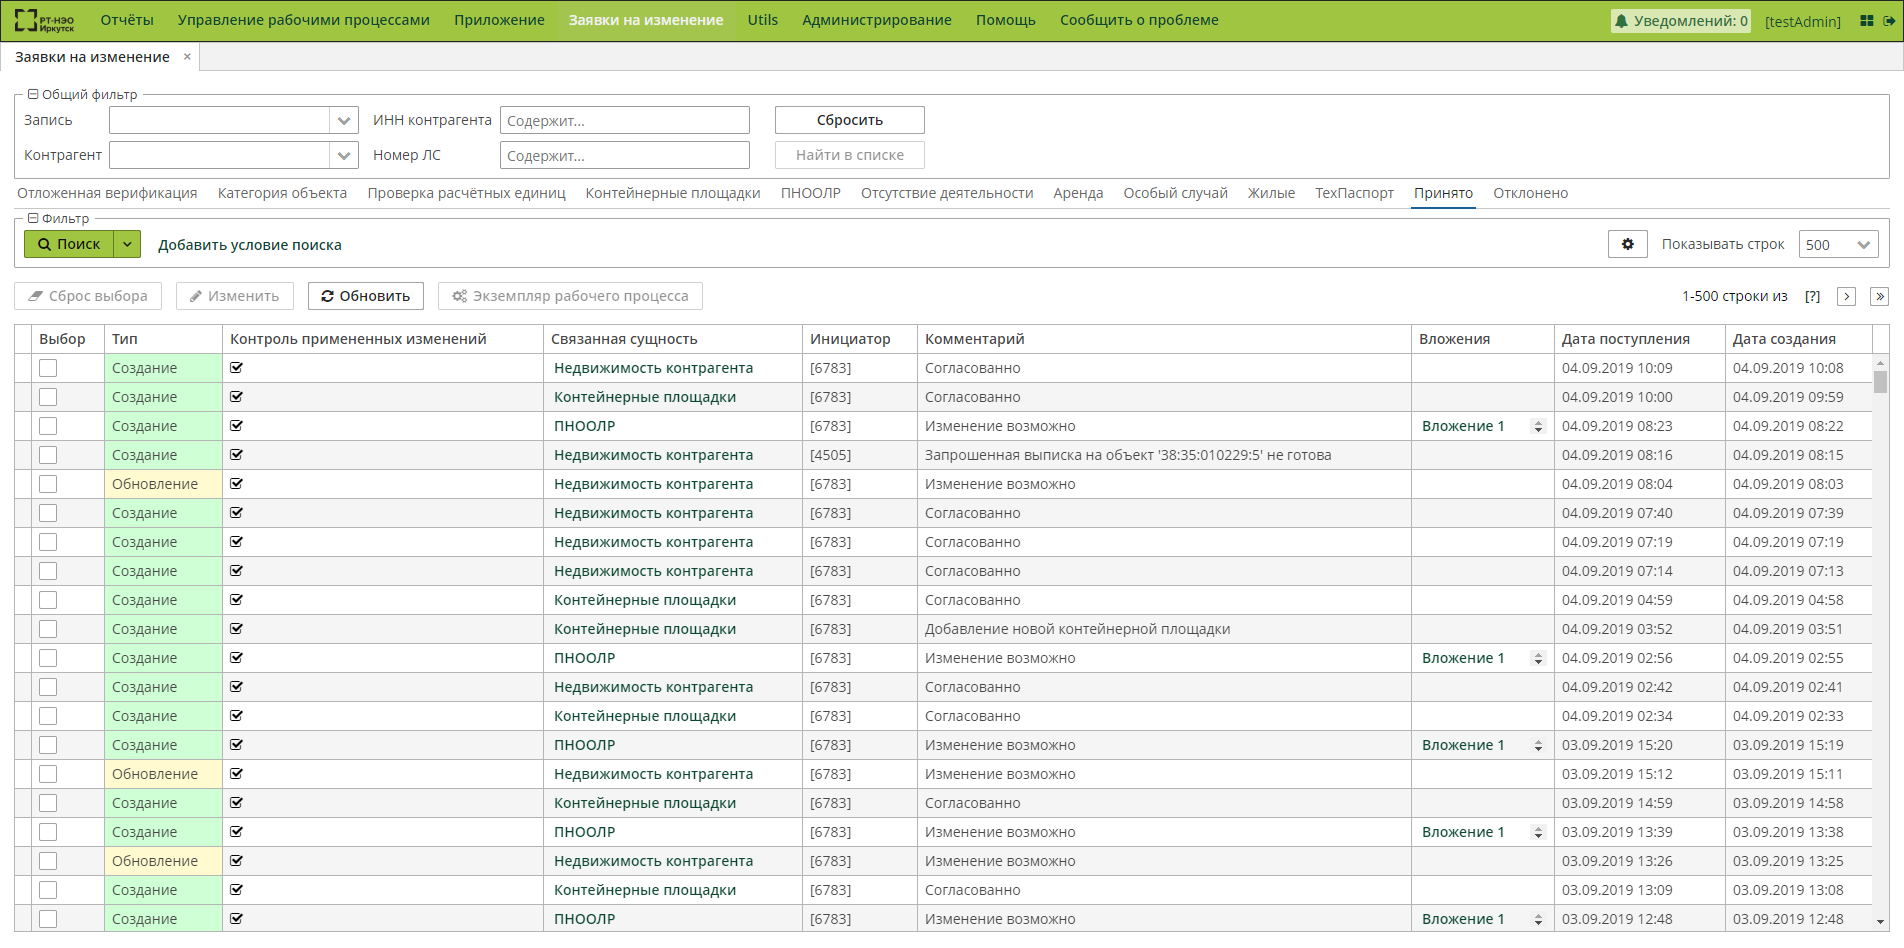 РТ-НЭО Иркутск Отчёты Управление рабочими процессами Приложение Заявки на изменение Utils Администрирование Помощь Сообщить о проблеме Уведомлений: 0 [testAdmin]
Заявки на изменение ×
Общий фильтр
Запись ИНН контрагента Содержит... Сбросить
Контрагент Номер ЛС Содержит... Найти в списке
Отложенная верификация Категория объекта Проверка расчётных единиц Контейнерные площадки ПНООЛР Отсутствие деятельности Аренда Особый случай Жилые ТехПаспорт Принято Отклонено
Фильтр
Поиск Добавить условие поиска Показывать строк 500
Сброс выбора Изменить Обновить Экземпляр рабочего процесса 1-500 строки из [?]
Выбор Тип Контроль примененных изменений Связанная сущность Инициатор Комментарий Вложения Дата поступления Дата создания
Создание Недвижимость контрагента [6783] Согласованно 04.09.2019 10:09 04.09.2019 10:08
Создание Контейнерные площадки [6783] Согласованно 04.09.2019 10:00 04.09.2019 09:59
Создание ПНООЛР [6783] Изменение возможно Вложение 1 04.09.2019 08:23 04.09.2019 08:22
Создание Недвижимость контрагента [4505] Запрошенная выписка на объект '38:35:010229:5' не готова 04.09.2019 08:16 04.09.2019 08:15
Обновление Недвижимость контрагента [6783] Изменение возможно 04.09.2019 08:04 04.09.2019 08:03
Создание Недвижимость контрагента [6783] Согласованно 04.09.2019 07:40 04.09.2019 07:39
Создание Недвижимость контрагента [6783] Согласованно 04.09.2019 07:19 04.09.2019 07:19
Создание Недвижимость контрагента [6783] Согласованно 04.09.2019 07:14 04.09.2019 07:13
Создание Контейнерные площадки [6783] Согласованно 04.09.2019 04:59 04.09.2019 04:58
Создание Контейнерные площадки [6783] Добавление новой контейнерной площадки 04.09.2019 03:52 04.09.2019 03:51
Создание ПНООЛР [6783] Изменение возможно Вложение 1 04.09.2019 02:56 04.09.2019 02:55
Создание Недвижимость контрагента [6783] Согласованно 04.09.2019 02:42 04.09.2019 02:41
Создание Контейнерные площадки [6783] Согласованно 04.09.2019 02:34 04.09.2019 02:33
Создание ПНООЛР [6783] Изменение возможно Вложение 1 03.09.2019 15:20 03.09.2019 15:19
Обновление Недвижимость контрагента [6783] Изменение возможно 03.09.2019 15:12 03.09.2019 15:11
Создание Контейнерные площадки [6783] Согласованно 03.09.2019 14:59 03.09.2019 14:58
Создание ПНООЛР [6783] Изменение возможно Вложение 1 03.09.2019 13:39 03.09.2019 13:38
Обновление Недвижимость контрагента [6783] Изменение возможно 03.09.2019 13:26 03.09.2019 13:25
Создание Контейнерные площадки [6783] Согласованно 03.09.2019 13:09 03.09.2019 13:08
Создание ПНООЛР [6783] Изменение возможно Вложение 1 03.09.2019 12:48 03.09.2019 12:48